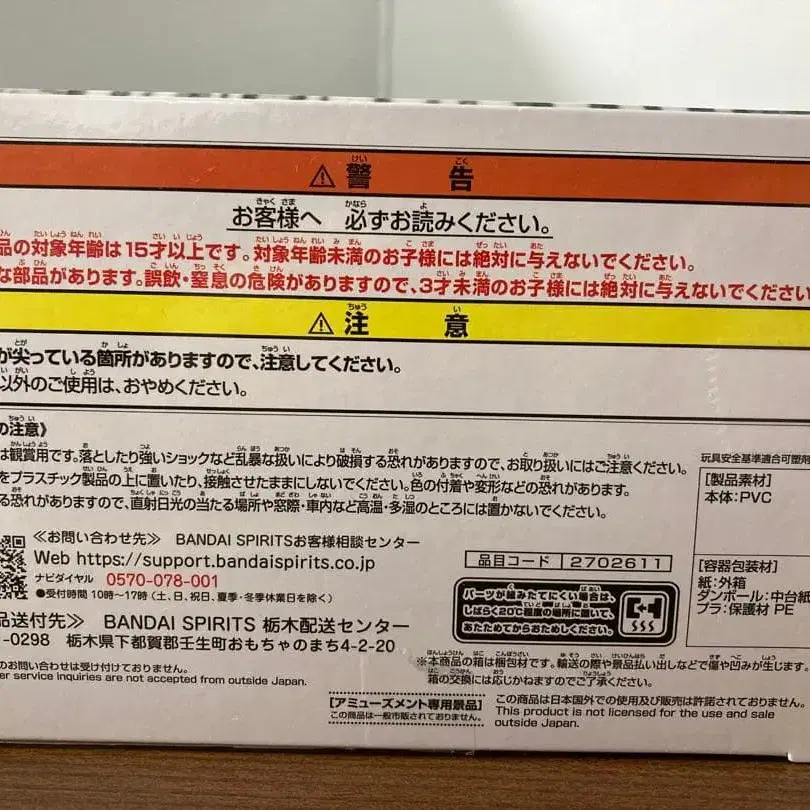 ⚠警告
お客様へ 必ずお読みください。
品の対象年齢は15才以上です。対象年齢未満のお子様には絶対に与えないでください。
な部品があります。誤飲・窒息の危険がありますので、3才未満のお子様には絶対に与えないでください
⚠注意
が尖っている箇所がありますので、注意してください。
以外のご使用は、おやめください。
の注意》
は観賞用です。落としたり強いショックなど乱暴な扱いにより破損する恐れがありますので、お取り扱いにはご注意ください。
をプラスチック製品の上に置いたり、接触させたままにしないでください。色の付着や変形などの恐れがあります。
る恐れがありますので、直射日光の当たる場所や窓際・車内など高温・多湿のところには置かないでください。
玩具安全基準適合可塑剤
[製品素材]
本体:PVC
[容器包装材]
紙:外箱
ダンボール:中台紙
プラ:保護材 PE
≪お問い合わせ先≫ BANDAI SPIRITSお客様相談センター
Web https://support.bandaispirits.co.jp
ナビダイヤル 0570-078-001
●受付時間 10時〜17時(土、日、祝日、夏季・冬季休業日を除く)
品目コード 2702611
パーツが組みたてにくい場合は、
しばらく20℃程度の場所に置いて、
あたためてからおためしください。
品送付先≫ BANDAI SPIRITS 栃木配送センター
-0298 栃木県下都賀郡壬生町おもちゃのまち4-2-20
のお問い合わせは受け付けておりません。
er service inquiries are not accepted from outside Japan.
※本商品の箱は梱包材です。輸送の際や景品払い出しなどで傷や凹みが生じます。
箱の交換には応じかねますのでご了承ください。
[アミューズメント専用景品]
この商品は一般市販されておりません。
この商品は日本国外での使用及び販売は許諾されておりません。
This product is not licensed for the use and sale
outside Japan.